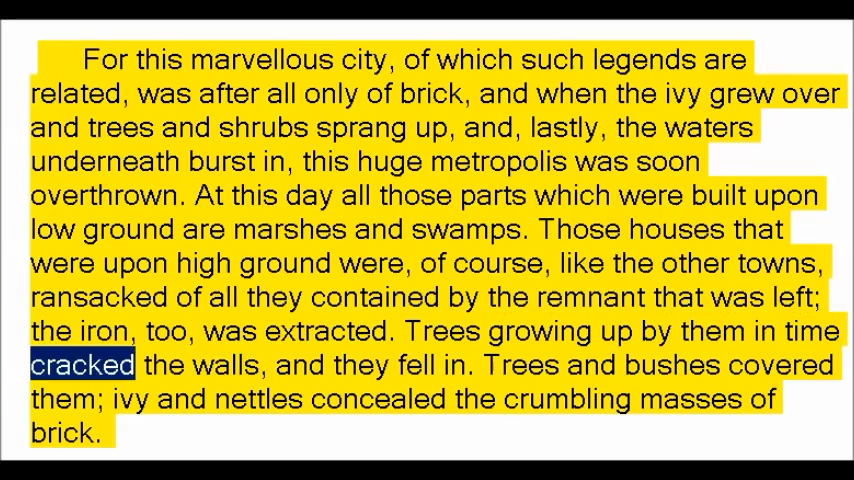 For this marvellous city, of which such legends are
related, was after all only of brick, and when the ivy grew over
and trees and shrubs sprang up, and, lastly, the waters
underneath burst in, this huge metropolis was soon
overthrown. At this day all those parts which were built upon
low ground are marshes and swamps. Those houses that
were upon high ground were, of course, like the other towns,
ransacked of all they contained by the remnant that was left;
the iron, too, was extracted. Trees growing up by them in time
cracked the walls, and they fell in. Trees and bushes covered
them; ivy and nettles concealed the crumbling masses of
brick.